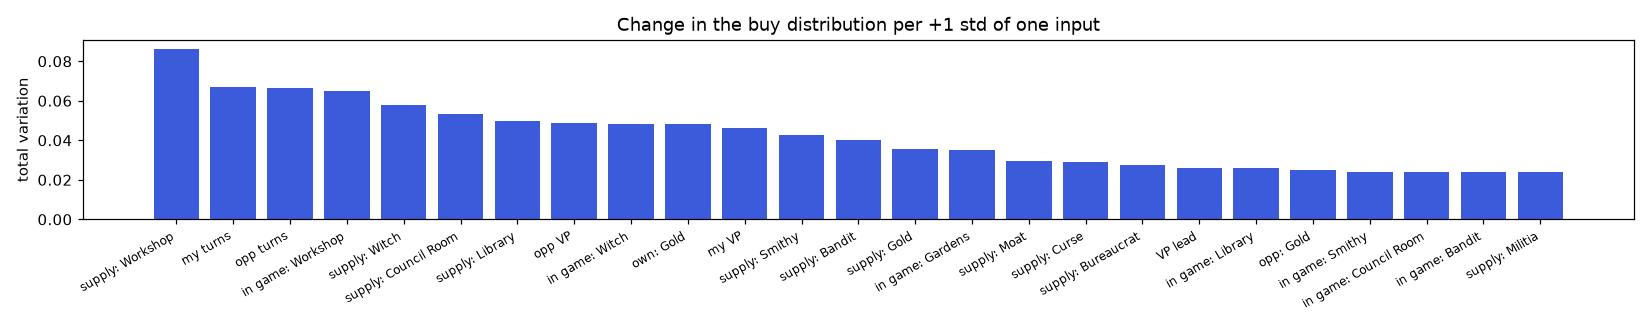 Change in the buy distribution per +1 std of one input
total variation
0.08
0.06
0.04
0.02
0.00
supply: Workshop
my turns
opp turns
in game: Workshop
supply: Witch
supply: Council Room
supply: Library
opp VP
in game: Witch
own: Gold
my VP
supply: Smithy
supply: Bandit
supply: Gold
in game: Gardens
supply: Moat
supply: Curse
supply: Bureaucrat
VP lead
in game: Library
opp: Gold
in game: Smithy
in game: Council Room
in game: Bandit
supply: Militia